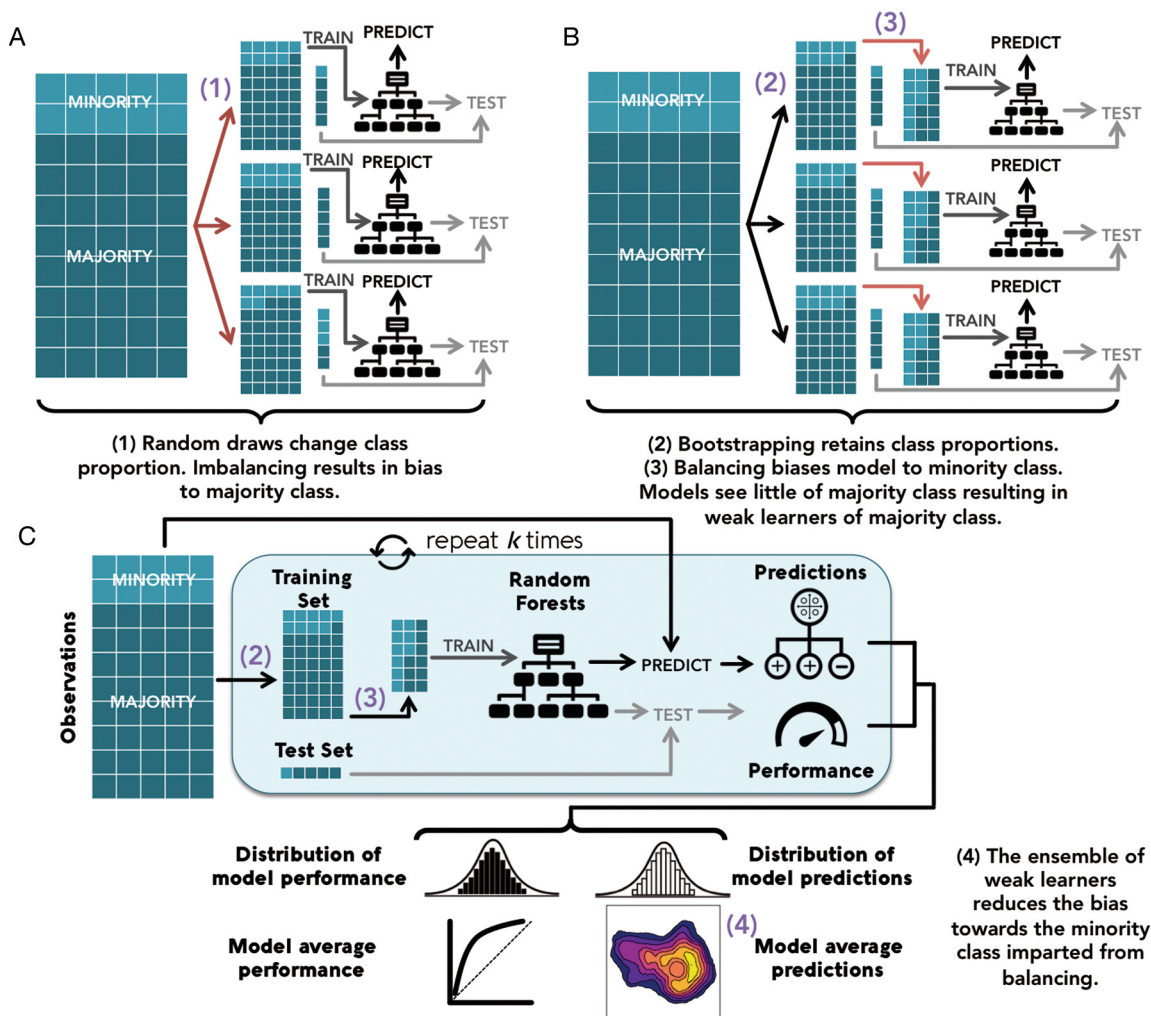 A
MINORITY
MAJORITY
(1)
TRAIN
PREDICT
TEST
TRAIN
PREDICT
TEST
TRAIN
PREDICT
TEST
(1) Random draws change class
proportion. Imbalancing results in bias
to majority class.
B
MINORITY
MAJORITY
(2)
(3)
PREDICT
TRAIN
TEST
PREDICT
TRAIN
TEST
PREDICT
TRAIN
TEST
(2) Bootstrapping retains class proportions.
(3) Balancing biases model to minority class.
Models see little of majority class resulting in
weak learners of majority class.
C
Observations
MINORITY
MAJORITY
repeat k times
(2)
Training
Set
(3)
TRAIN
Random
Forests
PREDICT
Predictions
TEST
Test Set
Performance
Distribution of
model performance
Distribution of
model predictions
Model average
performance
(4)
Model average
predictions
(4) The ensemble of
weak learners
reduces the bias
towards the minority
class imparted from
balancing.